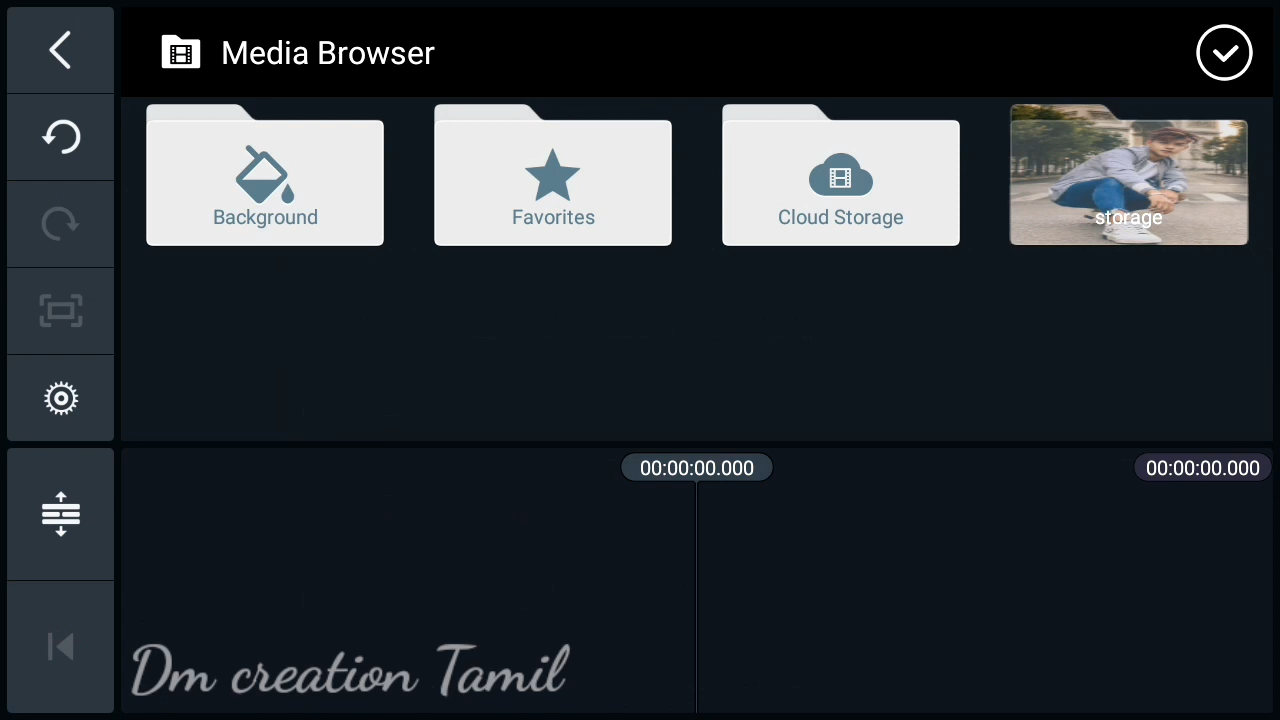 Media Browser
Background
Favorites
Cloud Storage
storage
00:00:00.000
00:00:00.000
Dm creation Tamil